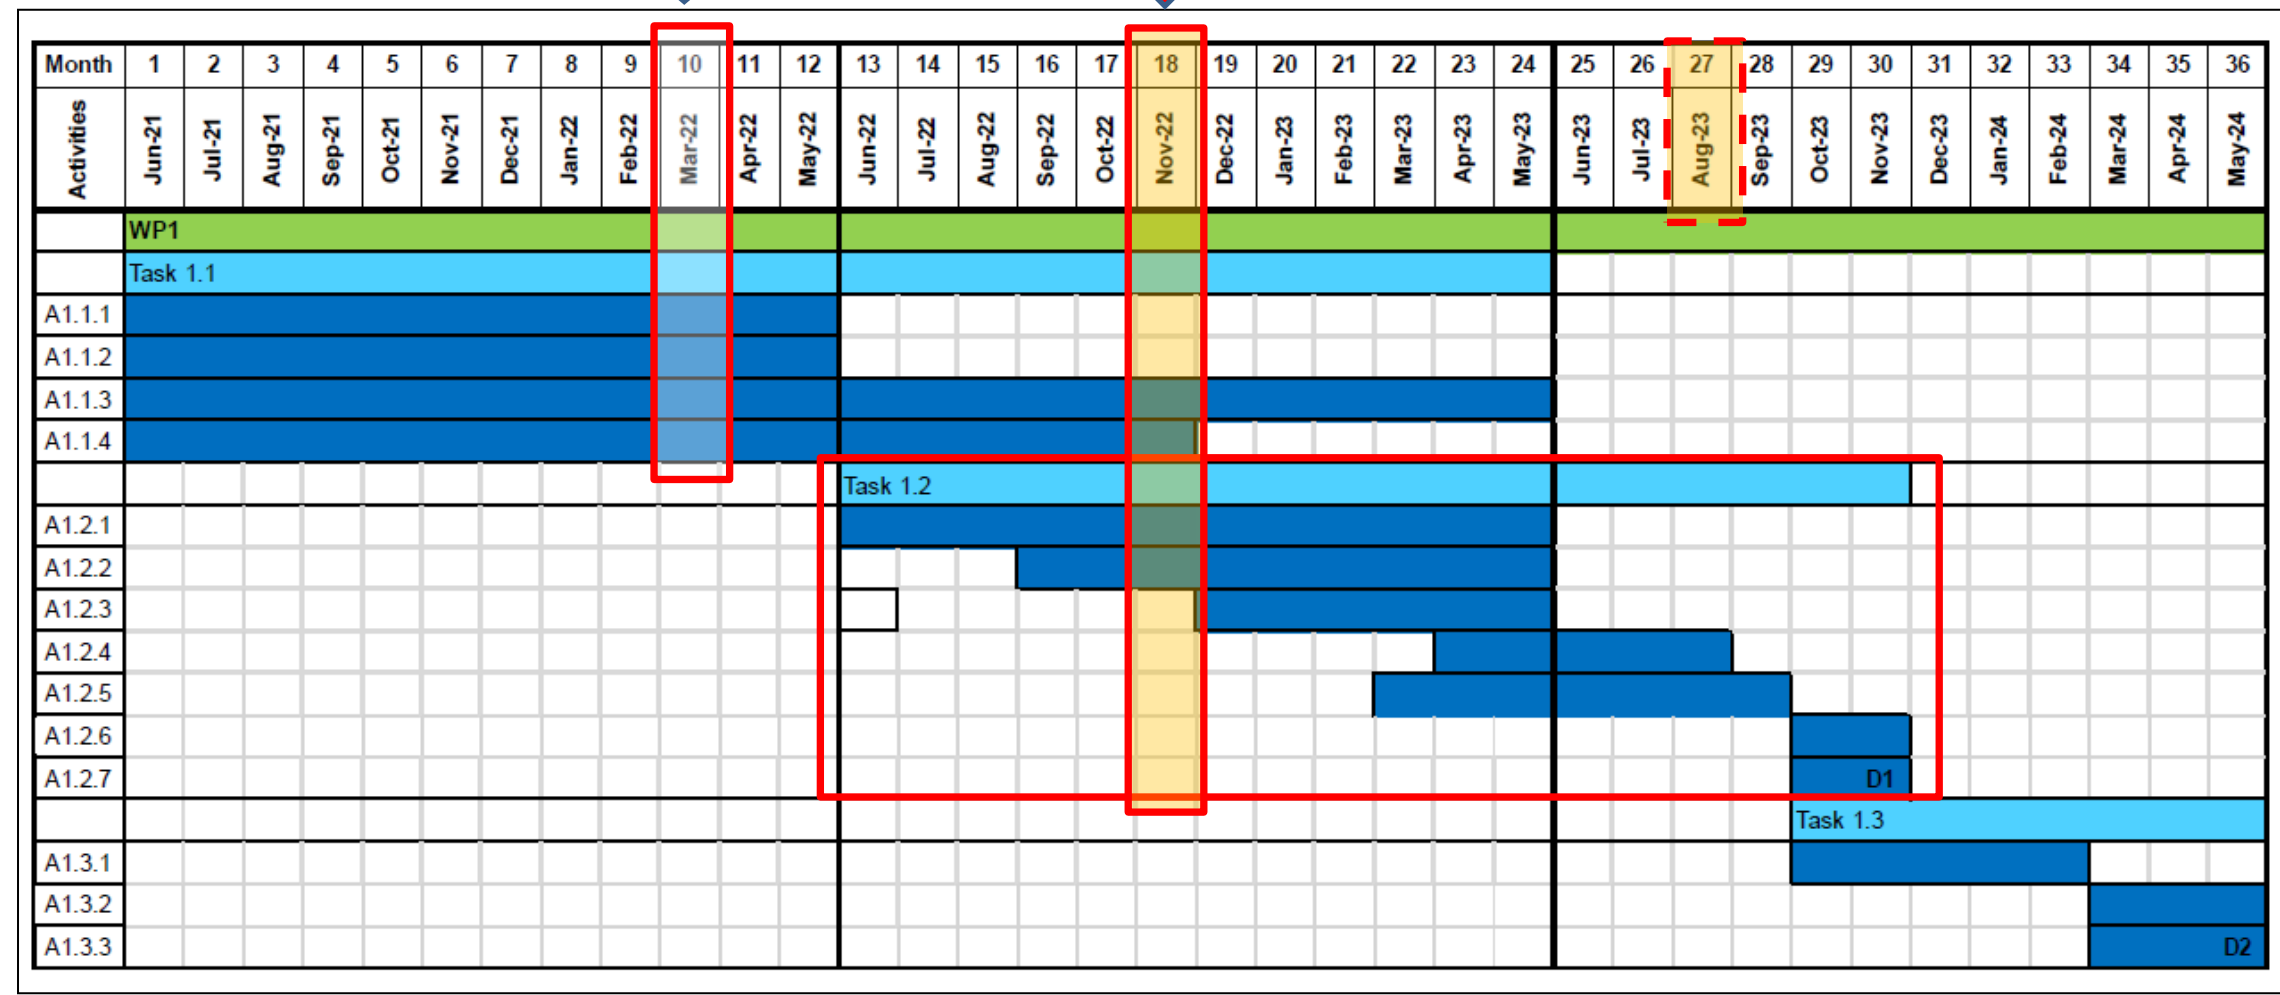 Month 1 2 3 4 5 6 7 8 9 10 11 12 13 14 15 16 17 18 19 20 21 22 23 24 25 26 27 28 29 30 31 32 33 34 35 36
Activities Jun-21 Jul-21 Aug-21 Sep-21 Oct-21 Nov-21 Dec-21 Jan-22 Feb-22 Mar-22 Apr-22 May-22 Jun-22 Jul-22 Aug-22 Sep-22 Oct-22 Nov-22 Dec-22 Jan-23 Feb-23 Mar-23 Apr-23 May-23 Jun-23 Jul-23 Aug-23 Sep-23 Oct-23 Nov-23 Dec-23 Jan-24 Feb-24 Mar-24 Apr-24 May-24
WP1
Task 1.1
A1.1.1
A1.1.2
A1.1.3
A1.1.4
Task 1.2
A1.2.1
A1.2.2
A1.2.3
A1.2.4
A1.2.5
A1.2.6
A1.2.7 D1
Task 1.3
A1.3.1
A1.3.2
A1.3.3 D2